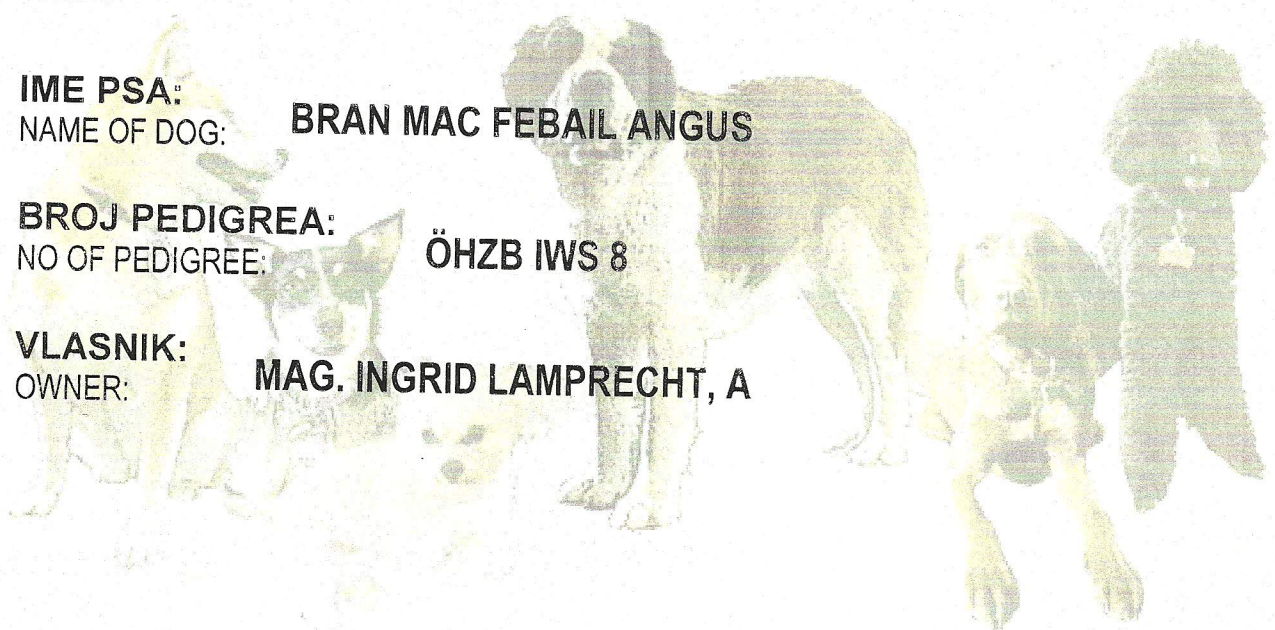 IME PSA:
NAME OF DOG: BRAN MAC FEBAIL ANGUS
BROJ PEDIGREA:
NO OF PEDIGREE: ÖHZB IWS 8
VLASNIK:
OWNER: MAG. INGRID LAMPRECHT, A